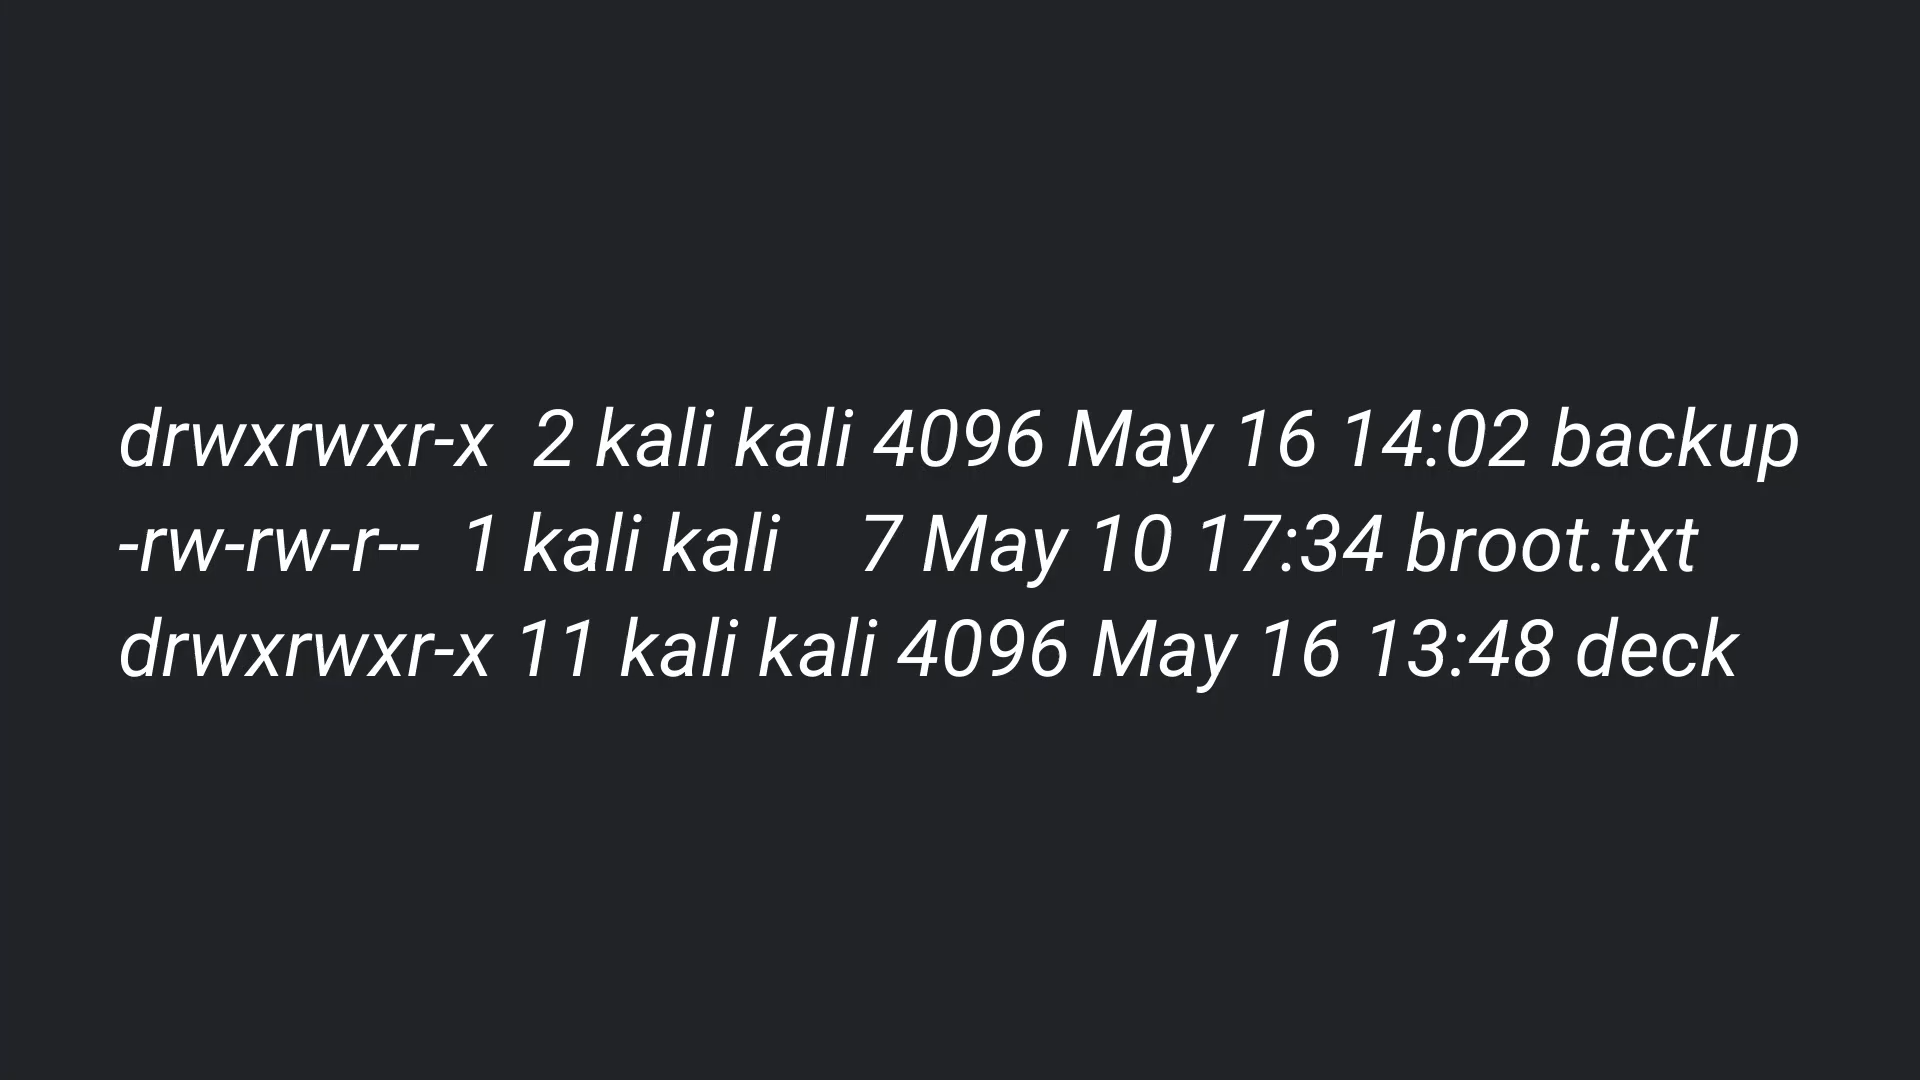 drwxrwxr-x  2 kali kali 4096 May 16 14:02 backup
-rw-rw-r--  1 kali kali    7 May 10 17:34 broot.txt
drwxrwxr-x 11 kali kali 4096 May 16 13:48 deck